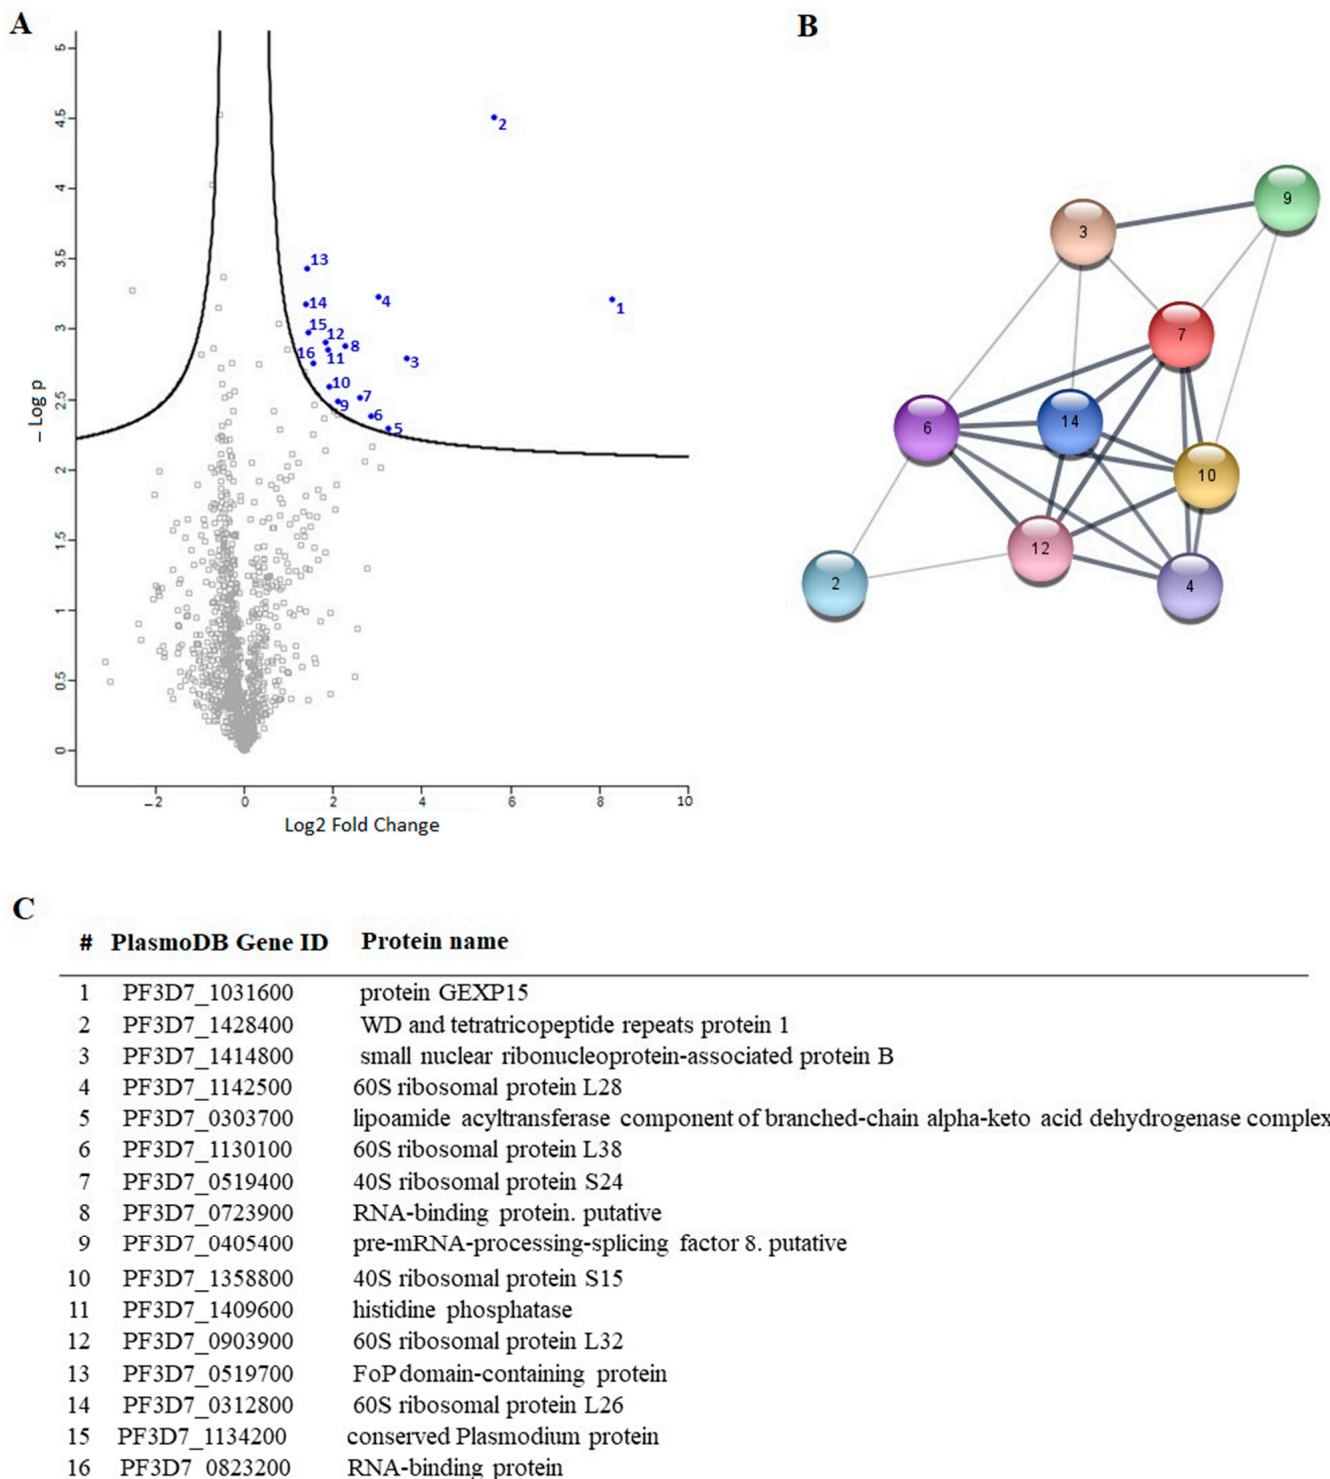 A
B
5
4.5
4
3.5
3
2.5
2
1.5
1
0.5
0
– Log p
2
13
14
4
1
15
12
16
11
8
3
10
7
9
6
5
–2
0
2
4
6
8
10
Log2 Fold Change
9
3
7
6
14
10
12
2
4
C
# PlasmoDB Gene ID Protein name
1 PF3D7_1031600 protein GEXP15
2 PF3D7_1428400 WD and tetratricopeptide repeats protein 1
3 PF3D7_1414800 small nuclear ribonucleoprotein-associated protein B
4 PF3D7_1142500 60S ribosomal protein L28
5 PF3D7_0303700 lipoamide acyltransferase component of branched-chain alpha-keto acid dehydrogenase complex
6 PF3D7_1130100 60S ribosomal protein L38
7 PF3D7_0519400 40S ribosomal protein S24
8 PF3D7_0723900 RNA-binding protein. putative
9 PF3D7_0405400 pre-mRNA-processing-splicing factor 8. putative
10 PF3D7_1358800 40S ribosomal protein S15
11 PF3D7_1409600 histidine phosphatase
12 PF3D7_0903900 60S ribosomal protein L32
13 PF3D7_0519700 FoP domain-containing protein
14 PF3D7_0312800 60S ribosomal protein L26
15 PF3D7_1134200 conserved Plasmodium protein
16 PF3D7_0823200 RNA-binding protein